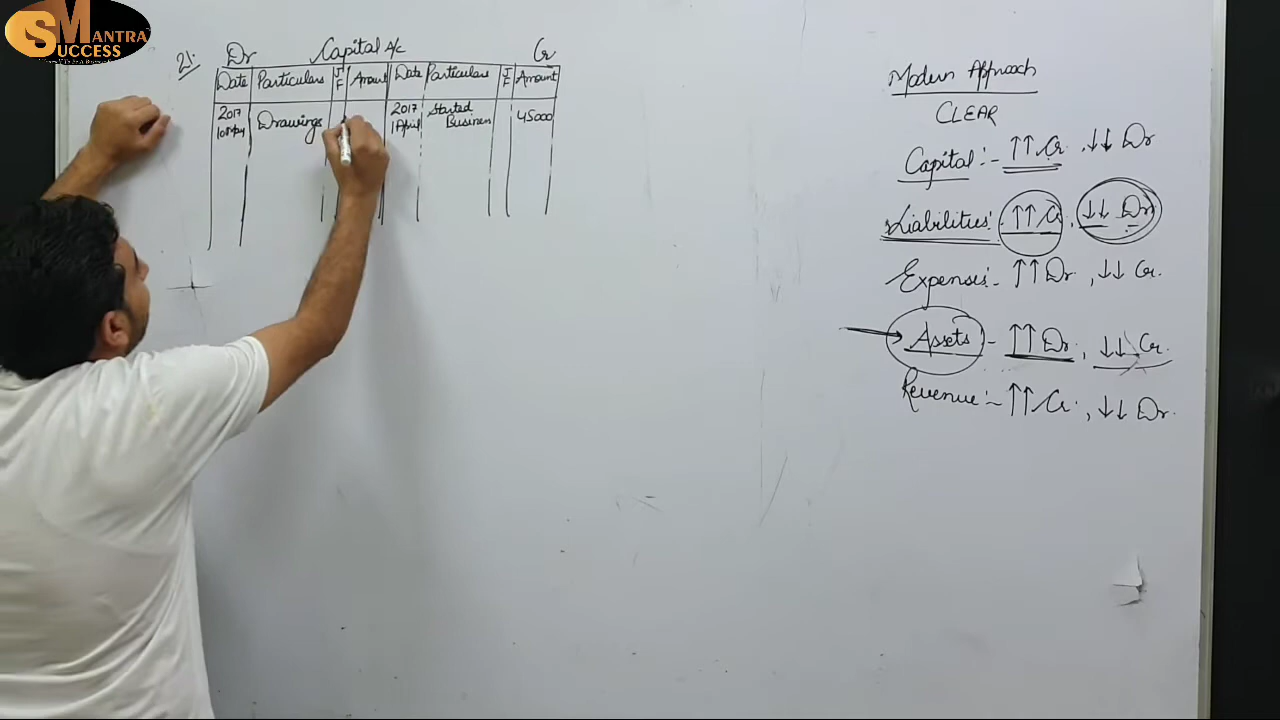 MANTRA
SUCCESS
21.
Dr Capital A/c Cr
Date Particulars J F Amount Date Particulars J F Amount
2017 10 May Drawings 2017 1 April Started Business 45000
Modern Approach
CLEAR
Capital :- ↑↑ Cr , ↓↓ Dr
Liabilities: ↑↑ Cr , ↓↓ Dr
Expenses:- ↑↑ Dr , ↓↓ Cr.
Assets - ↑↑ Dr , ↓↓ Cr.
Revenue :- ↑↑ Cr. , ↓↓ Dr.